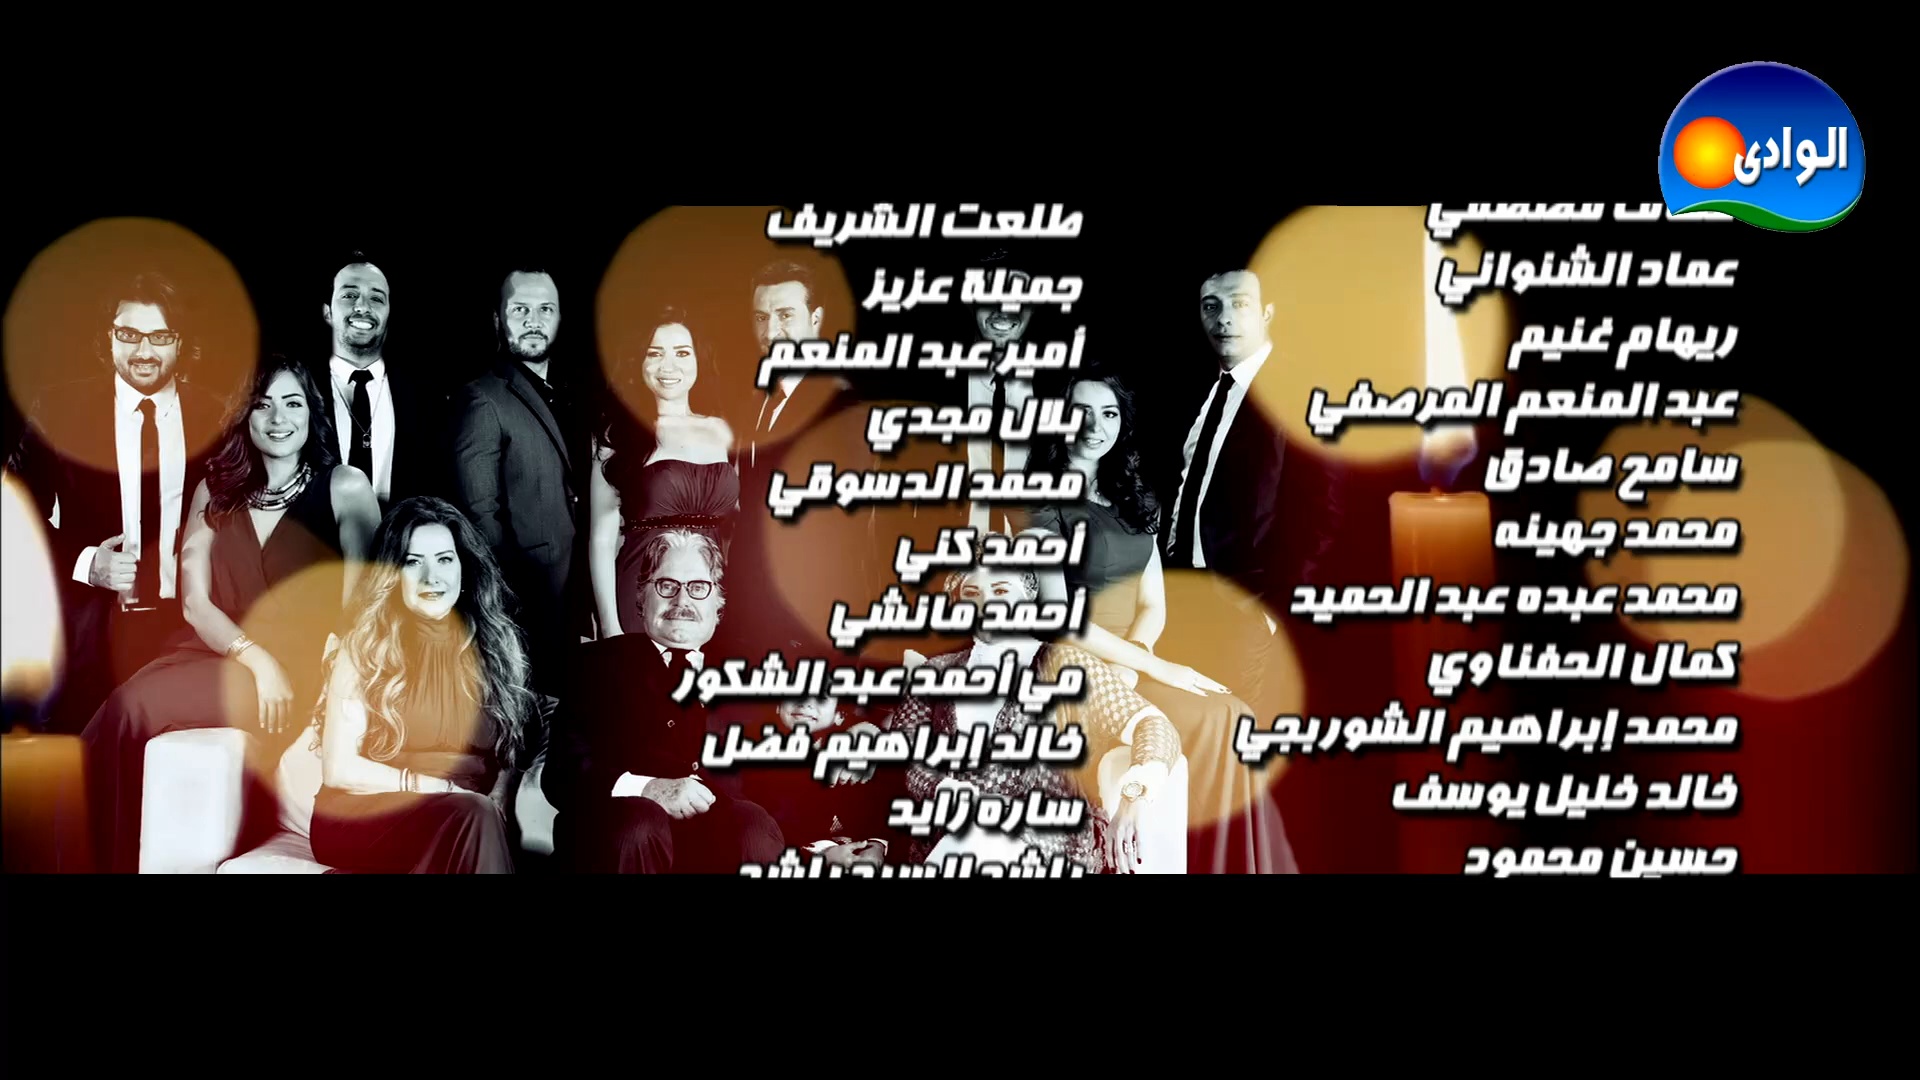 الوادى
عماد الشنواني
ريهام غنيم
عبد المنعم المرصفي
سامح صادق
محمد جهينه
محمد عبده عبد الحميد
كمال الحفناوي
محمد إبراهيم الشوربجي
خالد خليل يوسف
حسين محمود
طلعت الشريف
جميلة عزيز
أمير عبد المنعم
بلال مجدي
محمد الدسوقي
أحمد كني
أحمد مانشي
مي أحمد عبد الشكور
خالد إبراهيم فضل
ساره زايد